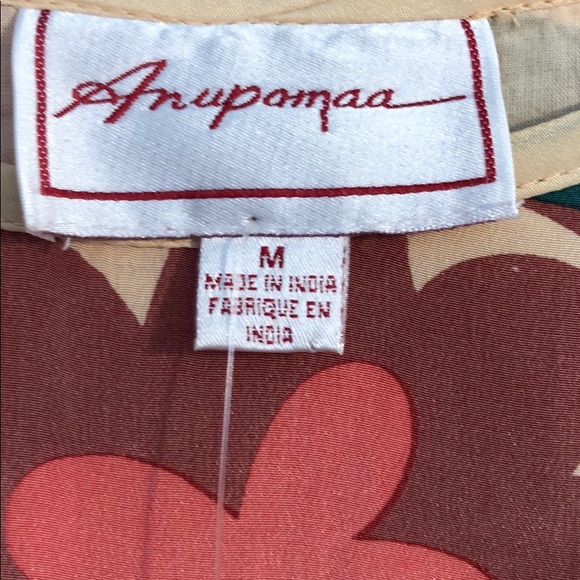 Anupamaa
M
MADE IN INDIA
FABRIQUE EN
INDIA